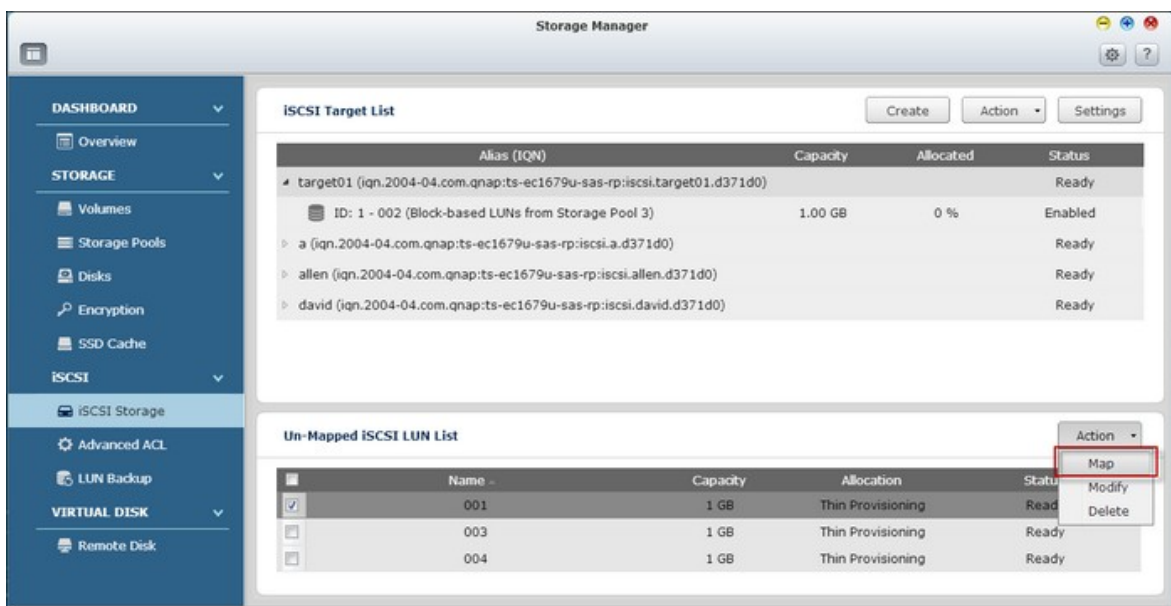 Storage Manager
?
DASHBOARD
Overview
STORAGE
Volumes
Storage Pools
Disks
Encryption
SSD Cache
iSCSI
iSCSI Storage
Advanced ACL
LUN Backup
VIRTUAL DISK
Remote Disk
iSCSI Target List Create Action Settings
Alias (IQN) Capacity Allocated Status
target01 (iqn.2004-04.com.qnap:ts-ec1679u-sas-rp:iscsi.target01.d371d0) Ready
ID: 1 - 002 (Block-based LUNs from Storage Pool 3) 1.00 GB 0 % Enabled
a (iqn.2004-04.com.qnap:ts-ec1679u-sas-rp:iscsi.a.d371d0) Ready
allen (iqn.2004-04.com.qnap:ts-ec1679u-sas-rp:iscsi.allen.d371d0) Ready
david (iqn.2004-04.com.qnap:ts-ec1679u-sas-rp:iscsi.david.d371d0) Ready
Un-Mapped iSCSI LUN List Action
Map
Modify
Delete
Name Capacity Allocation Statu
001 1 GB Thin Provisioning Read
003 1 GB Thin Provisioning Ready
004 1 GB Thin Provisioning Ready